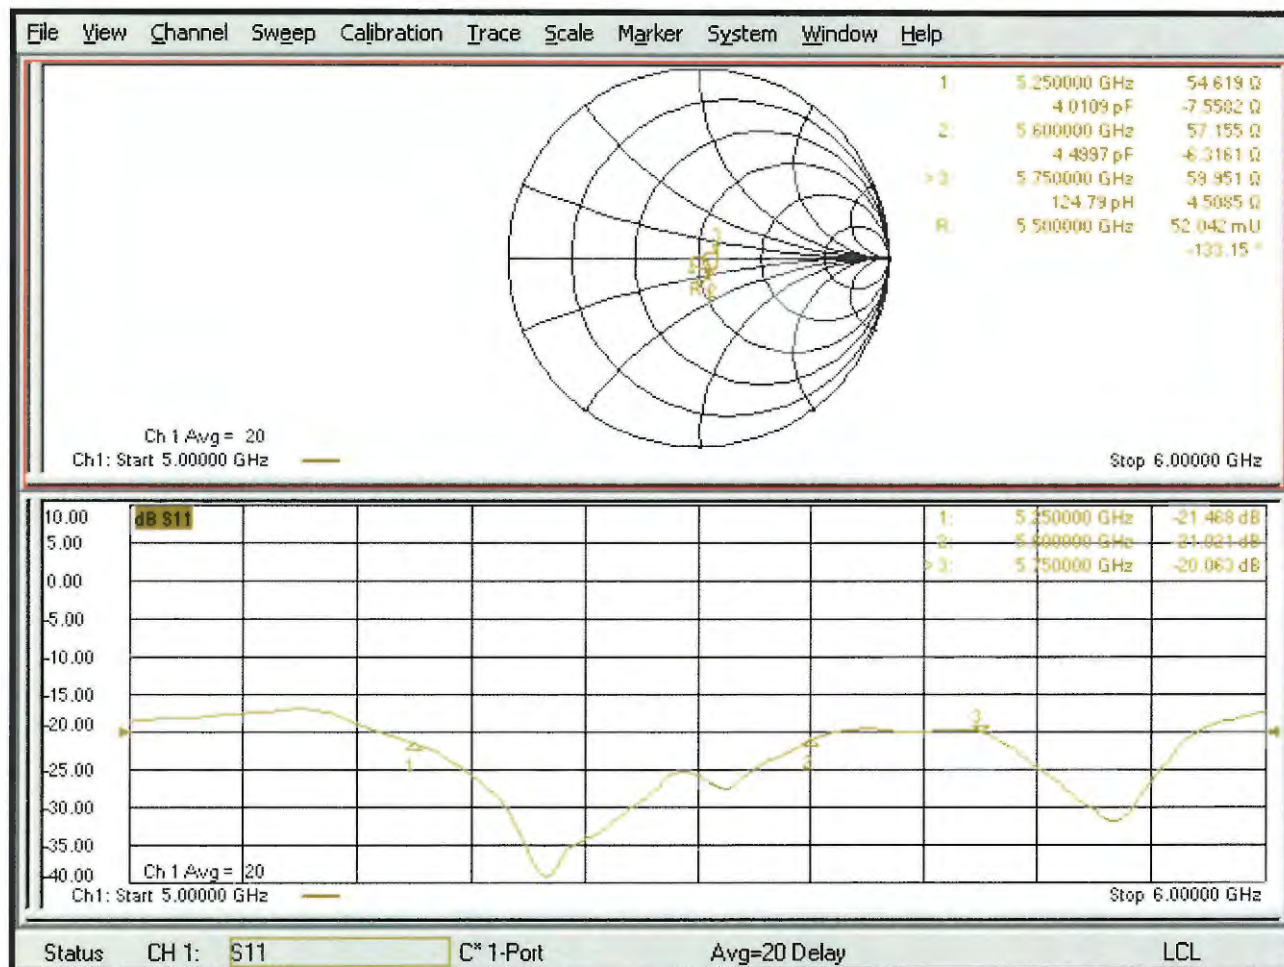 File View Channel Sweep Calibration Trace Scale Marker System Window Help
1: 5.250000 GHz 54.619 Ω
4.0109 pF -7.5582 Ω
2: 5.600000 GHz 57.155 Ω
4.4997 pF -6.3161 Ω
> 3: 5.750000 GHz 59.951 Ω
124.79 pH 4.5085 Ω
R: 5.500000 GHz 52.042 mU
-133.15 °
3
R 2
Ch 1 Avg = 20
Ch1: Start 5.00000 GHz
Stop 6.00000 GHz
10.00 dB S11
1: 5.250000 GHz -21.468 dB
5.00
2: 5.600000 GHz -21.021 dB
> 3: 5.750000 GHz -20.063 dB
0.00
-5.00
-10.00
-15.00
-20.00
3
1
2
-25.00
-30.00
-35.00
-40.00
Ch 1 Avg = 20
Ch1: Start 5.00000 GHz
Stop 6.00000 GHz
Status CH 1: S11 C* 1-Port Avg=20 Delay LCL